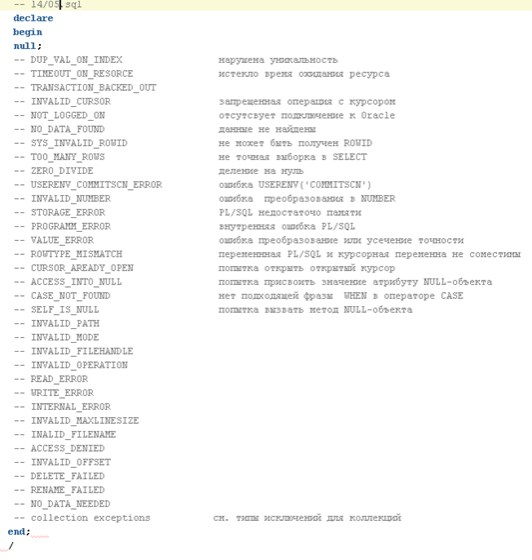 -- 14/05.sql
declare
begin
null;
-- DUP_VAL_ON_INDEX нарушена уникальность
-- TIMEOUT_ON_RESORCE истекло время ожидания ресурса
-- TRANSACTION_BACKED_OUT
-- INVALID_CURSOR запрещенная операция с курсором
-- NOT_LOGGED_ON отсутсвует подключение к Oracle
-- NO_DATA_FOUND данные не найдены
-- SYS_INVALID_ROWID не может быть получен ROWID
-- TOO_MANY_ROWS не точная выборка в SELECT
-- ZERO_DIVIDE деление на нуль
-- USERENV_COMMITSCN_ERROR ошибка USERENV('COMMITSCN')
-- INVALID_NUMBER ошибка преобразования в NUMBER
-- STORAGE_ERROR PL/SQL недостаточо памяти
-- PROGRAMM_ERROR внутренняя ошибка PL/SQL
-- VALUE_ERROR ошибка преобразование или усечение точности
-- ROWTYPE_MISMATCH перемениная PL/SQL и курсорная переменна не соместимы
-- CURSOR_AREADY_OPEN попытка открыть открытый курсор
-- ACCESS_INTO_NULL попытка присвоить значение атрибуту NULL-объекта
-- CASE_NOT_FOUND нет подходящей фразы WHEN в операторе CASE
-- SELF_IS_NULL попытка вызвать метод NULL-объекта
-- INVALID_PATH
-- INVALID_MODE
-- INVALID_FILEHANDLE
-- INVALID_OPERATION
-- READ_ERROR
-- WRITE_ERROR
-- INTERNAL_ERROR
-- INVALID_MAXLINESIZE
-- INALID_FILENAME
-- ACCESS_DENIED
-- INVALID_OFFSET
-- DELETE_FAILED
-- RENAME_FAILED
-- NO_DATA_NEEDED
-- collection exceptions см. типы исключений для коллекций
end;
/